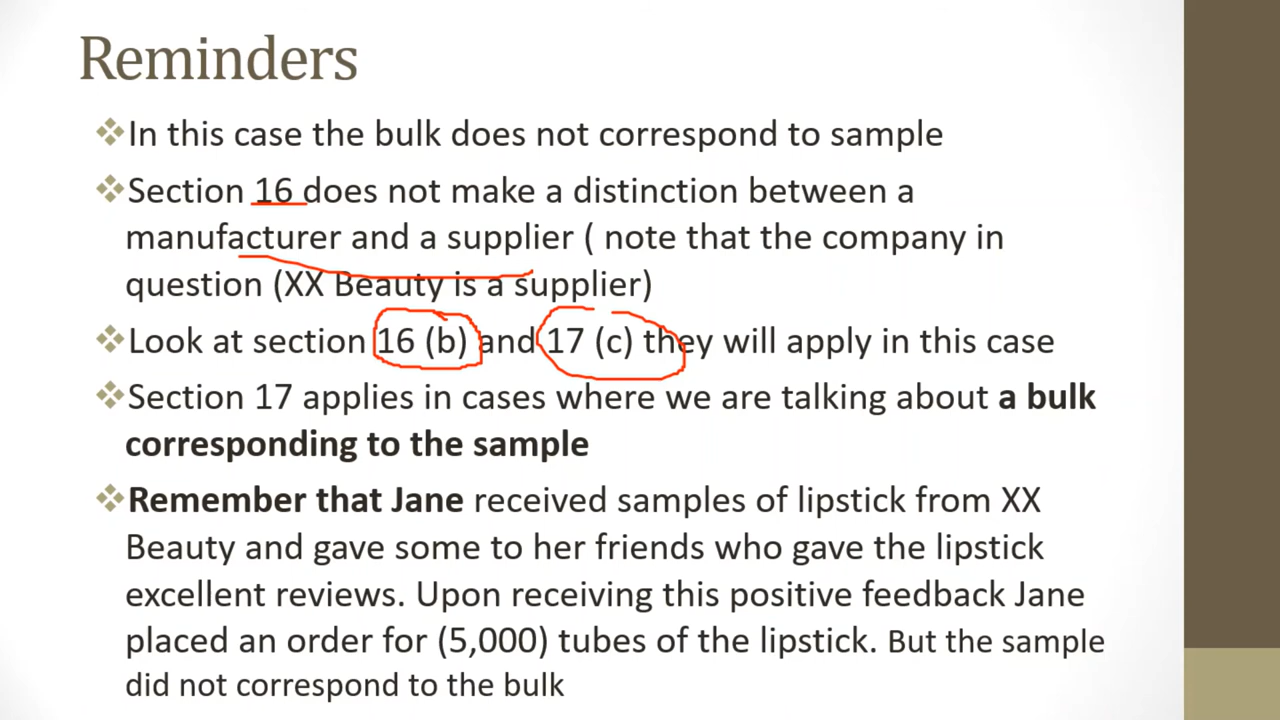 Reminders
In this case the bulk does not correspond to sample
Section 16 does not make a distinction between a
manufacturer and a supplier ( note that the company in
question (XX Beauty is a supplier)
Look at section 16 (b) and 17 (c) they will apply in this case
Section 17 applies in cases where we are talking about a bulk
corresponding to the sample
Remember that Jane received samples of lipstick from XX
Beauty and gave some to her friends who gave the lipstick
excellent reviews. Upon receiving this positive feedback Jane
placed an order for (5,000) tubes of the lipstick. But the sample
did not correspond to the bulk